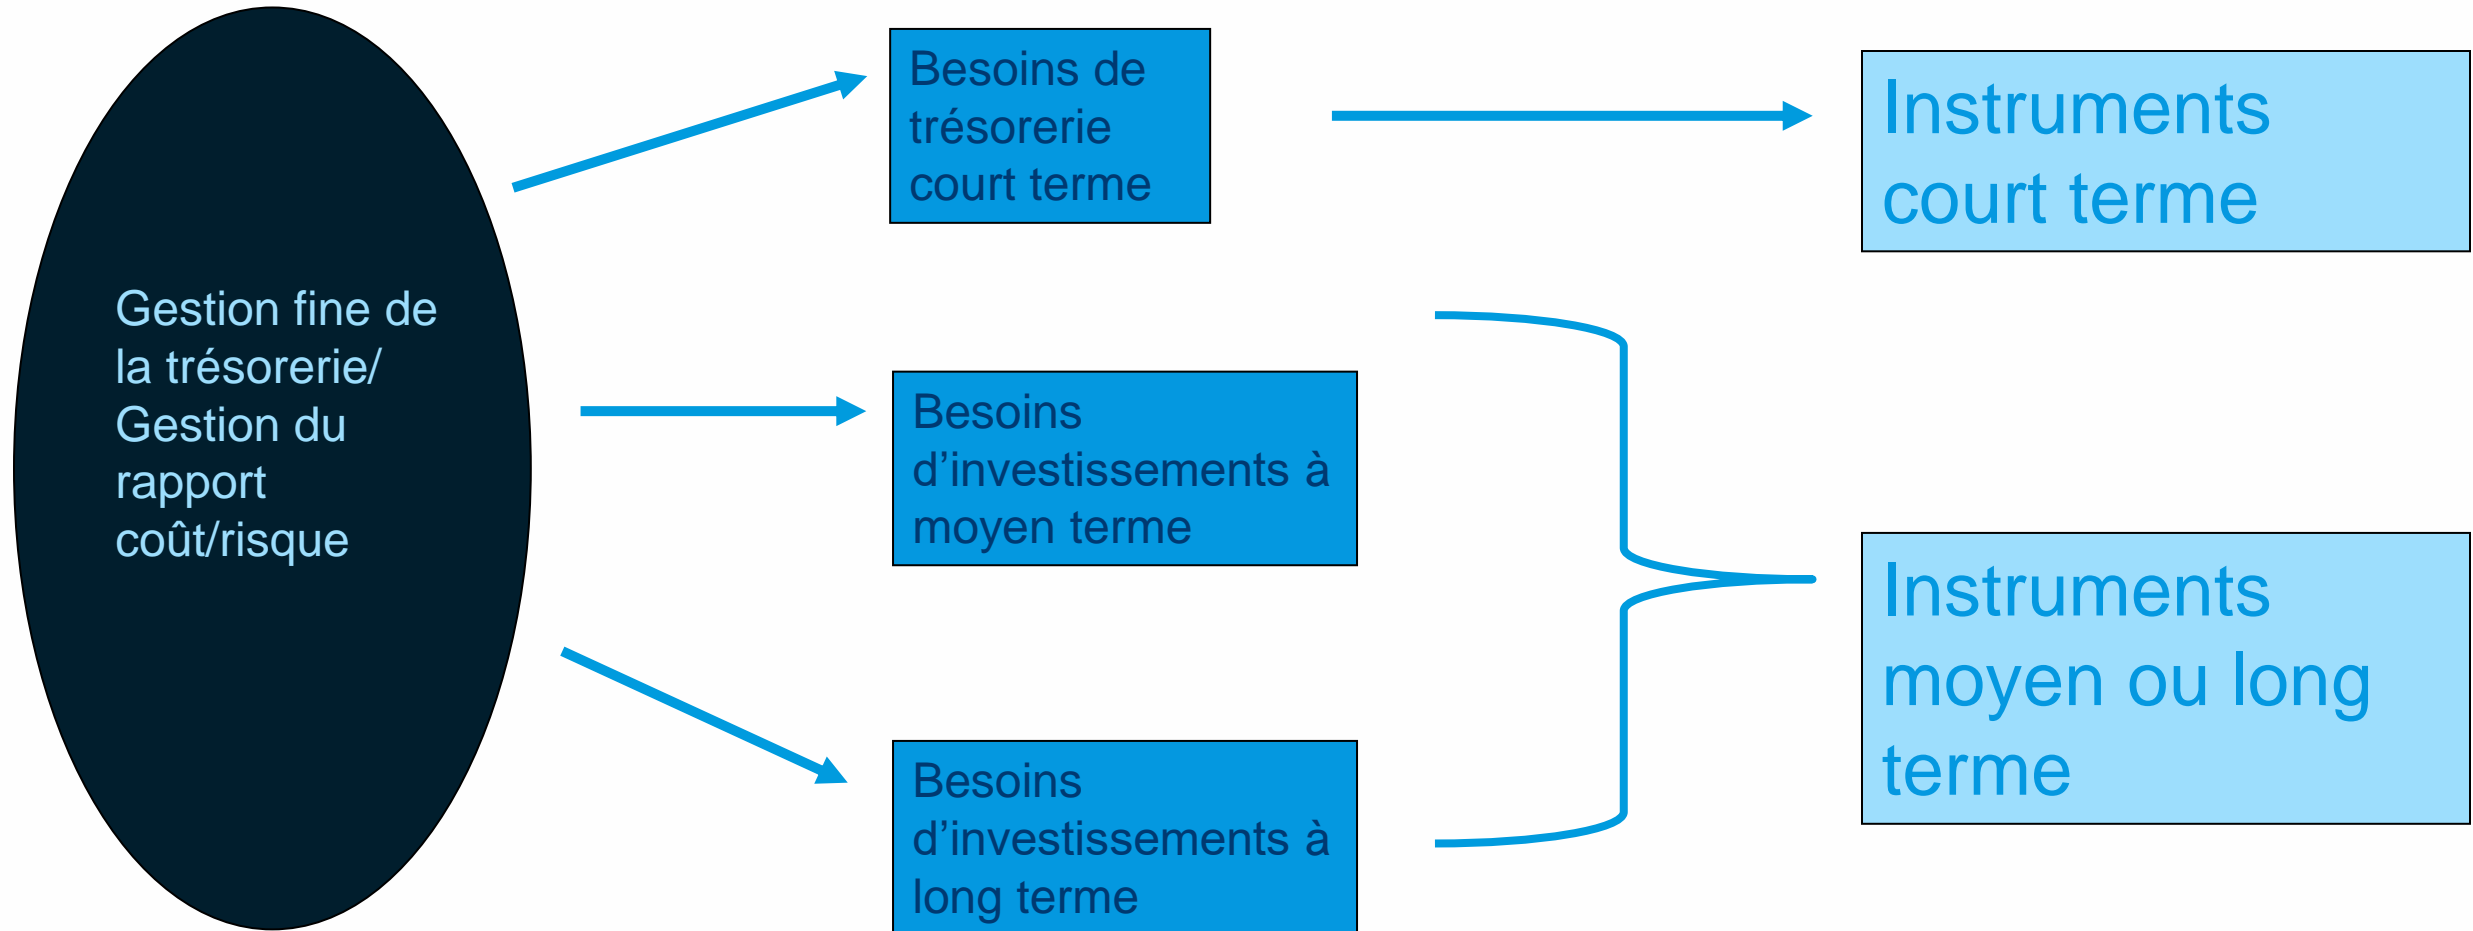 Gestion fine de
la trésorerie/
Gestion du
rapport
coût/risque
Besoins de
trésorerie
court terme
Instruments
court terme
Besoins
d’investissements à
moyen terme
Besoins
d’investissements à
long terme
Instruments
moyen ou long
terme